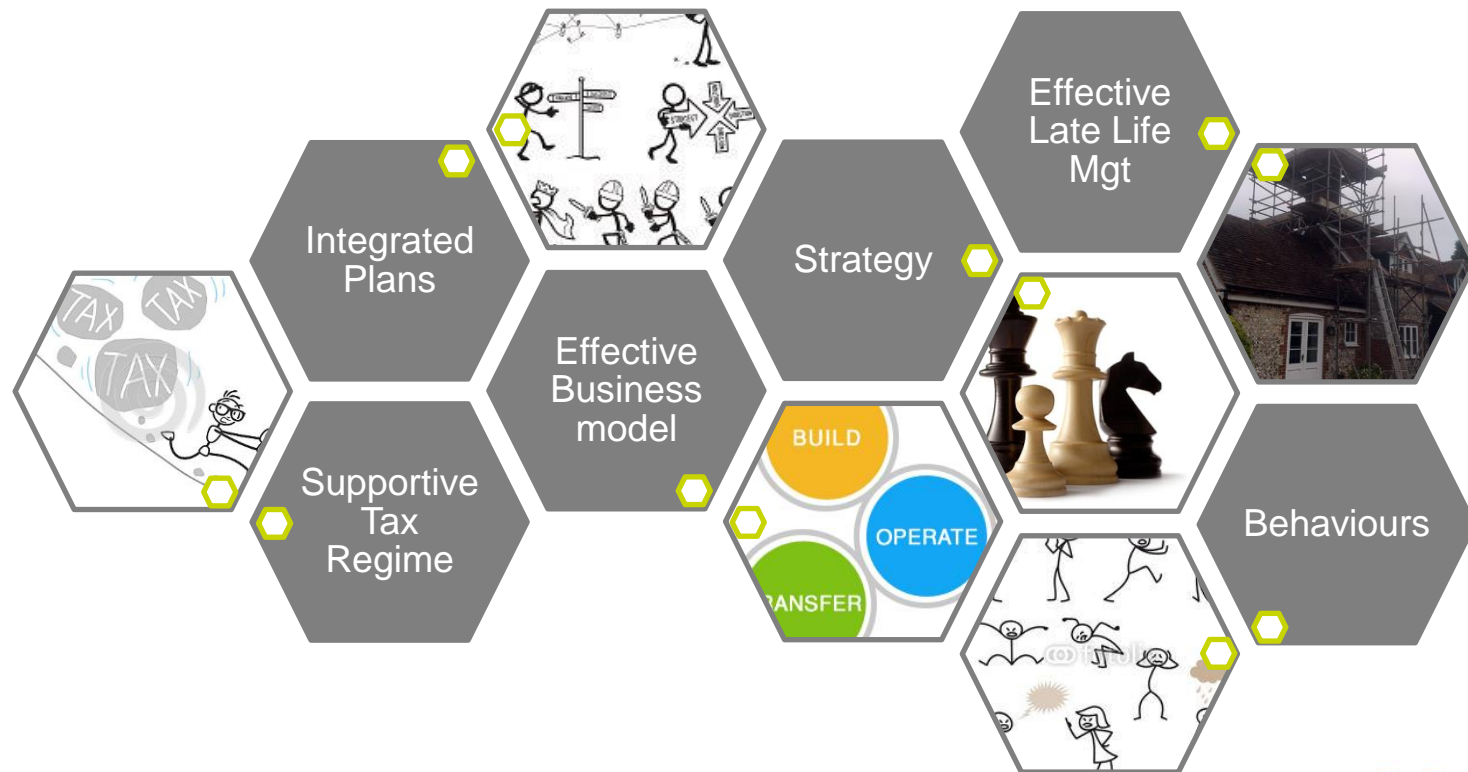 Effective
Late Life
Mgt
Integrated
Plans
Strategy
TAX
TAX
TAX
STRATEGY
Effective
Business
model
BUILD
OPERATE
Supportive
Tax
Regime
Behaviours